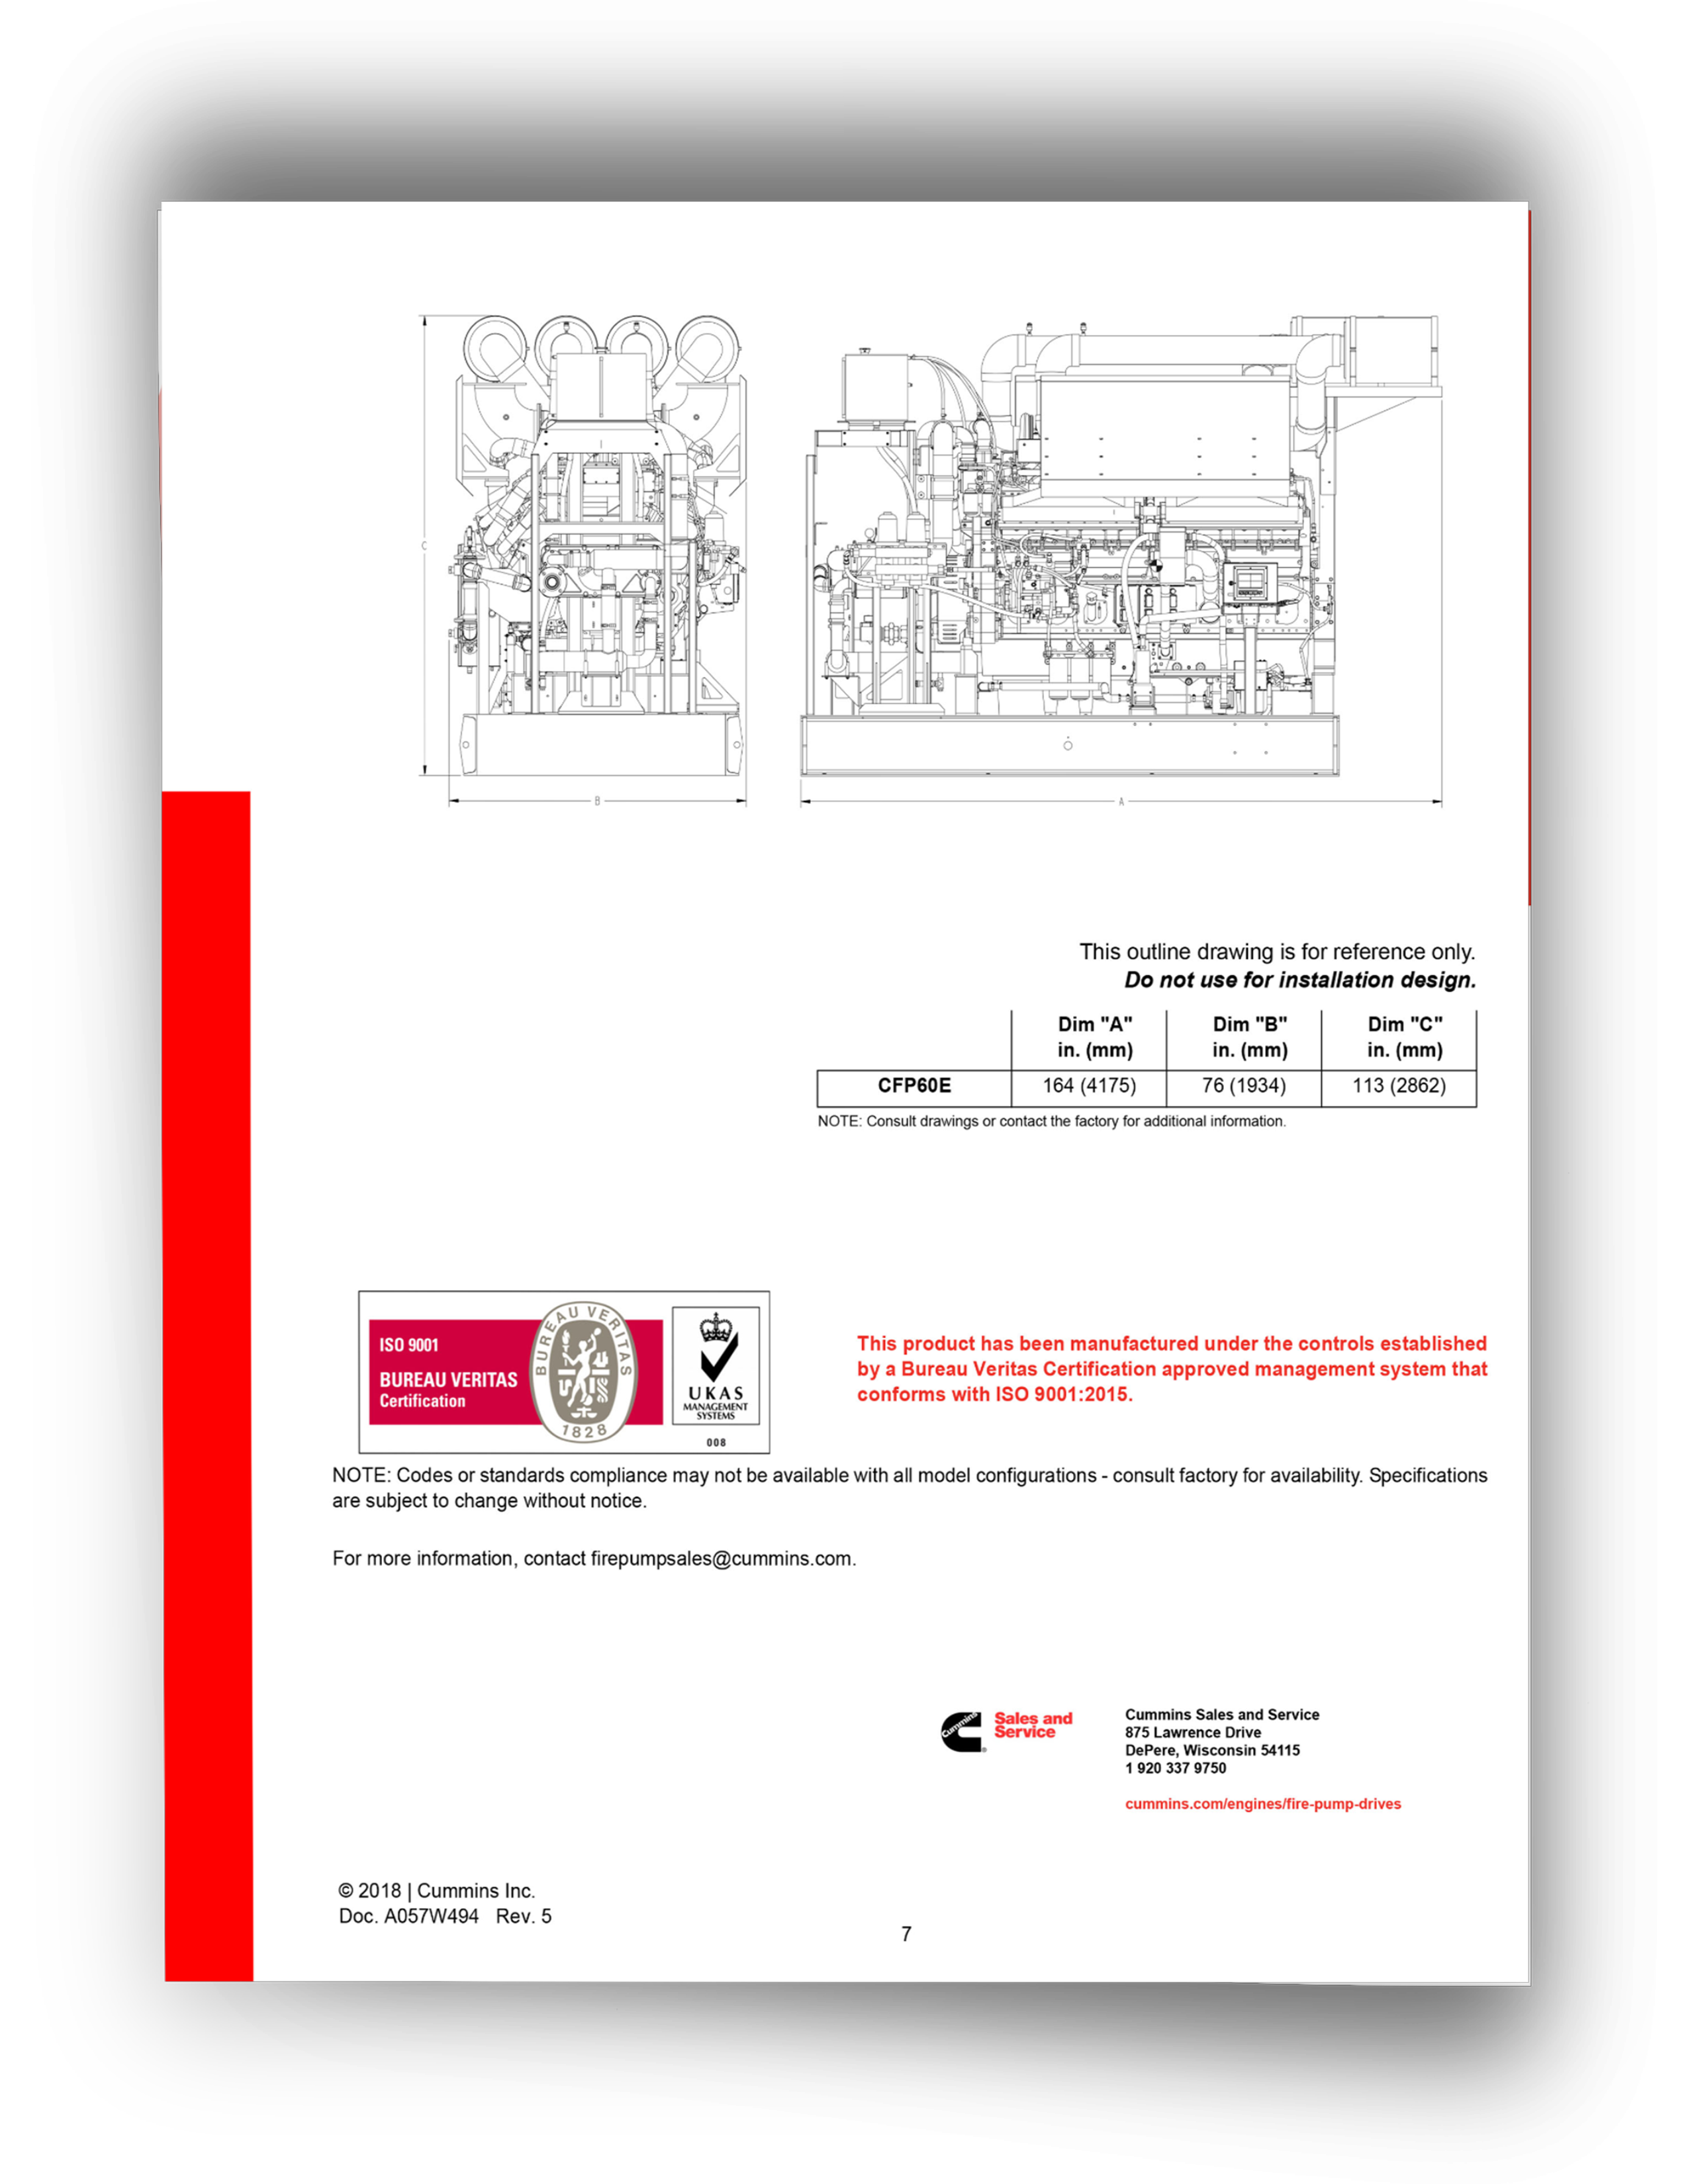 C
B
A
This outline drawing is for reference only.
Do not use for installation design.
Dim "A" Dim "B" Dim "C"
in. (mm) in. (mm) in. (mm)
CFP60E 164 (4175) 76 (1934) 113 (2862)
NOTE: Consult drawings or contact the factory for additional information.
ISO 9001
BUREAU VERITAS
Certification
BUREAU VERITAS
1828
UKAS
MANAGEMENT
SYSTEMS
008
This product has been manufactured under the controls established
by a Bureau Veritas Certification approved management system that
conforms with ISO 9001:2015.
NOTE: Codes or standards compliance may not be available with all model configurations - consult factory for availability. Specifications
are subject to change without notice.
For more information, contact firepumpsales@cummins.com.
Cummins
Sales and
Service
Cummins Sales and Service
875 Lawrence Drive
DePere, Wisconsin 54115
1 920 337 9750
cummins.com/engines/fire-pump-drives
© 2018 | Cummins Inc.
Doc. A057W494 Rev. 5
7